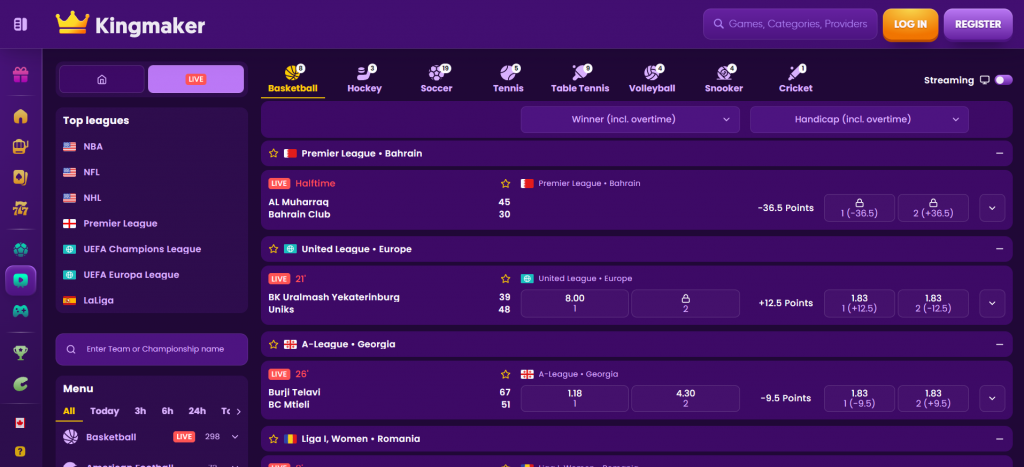 Kingmaker
Games, Categories, Providers
LOG IN
REGISTER
LIVE
Basketball 6
Hockey 3
Soccer 19
Tennis 5
Table Tennis 9
Volleyball 4
Snooker 4
Cricket 1
Streaming
Top leagues
NBA
NFL
NHL
Premier League
UEFA Champions League
UEFA Europa League
LaLiga
Enter Team or Championship name
Menu
All Today 3h 6h 24h
Basketball LIVE 298
Winner (incl. overtime)
Handicap (incl. overtime)
Premier League • Bahrain
LIVE Halftime
Premier League • Bahrain
AL Muharraq 45
Bahrain Club 30
-36.5 Points
1 (-36.5)
2 (+36.5)
United League • Europe
LIVE 21'
United League • Europe
BK Uralmash Yekaterinburg 39
Uniks 48
8.00
1
2
+12.5 Points
1.83
1 (+12.5)
1.83
2 (-12.5)
A-League • Georgia
LIVE 26'
A-League • Georgia
Burji Telavi 67
BC Mtieli 51
1.18
1
4.30
2
-9.5 Points
1.83
1 (-9.5)
1.83
2 (+9.5)
Liga I, Women • Romania